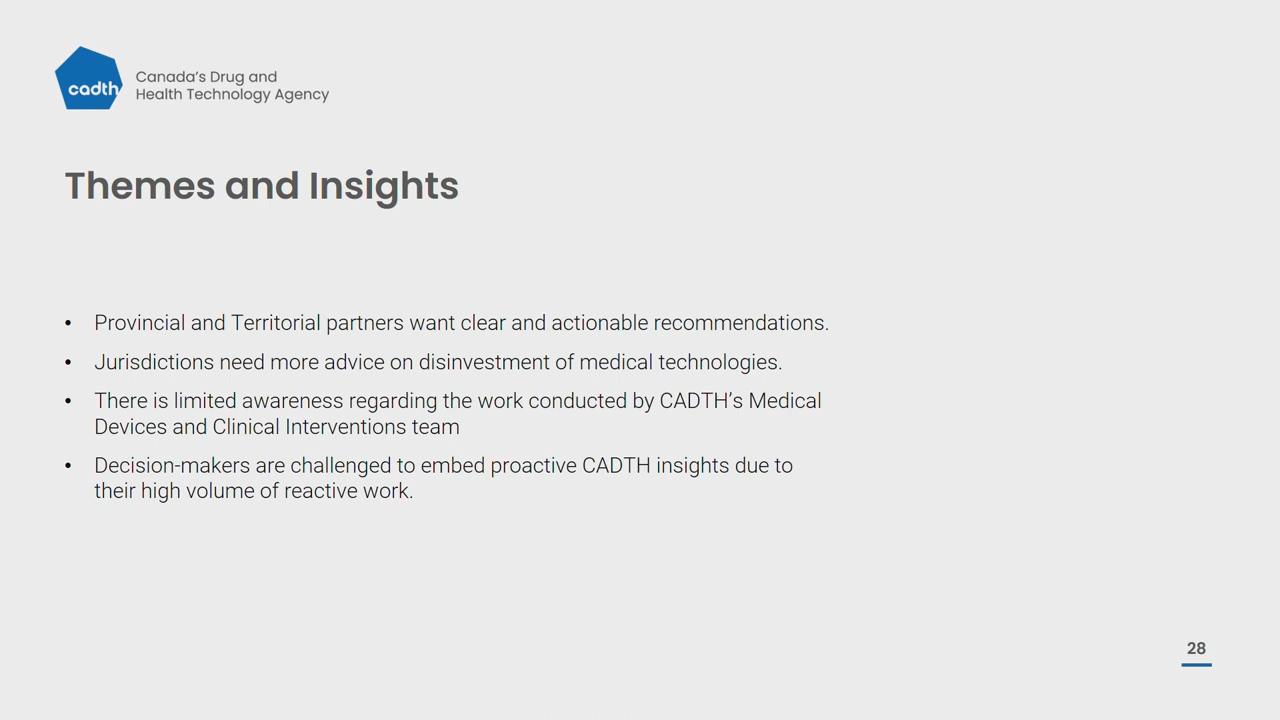 cadth
Canada's Drug and
Health Technology Agency
Themes and Insights
• Provincial and Territorial partners want clear and actionable recommendations.
• Jurisdictions need more advice on disinvestment of medical technologies.
• There is limited awareness regarding the work conducted by CADTH's Medical
Devices and Clinical Interventions team
• Decision-makers are challenged to embed proactive CADTH insights due to
their high volume of reactive work.
28